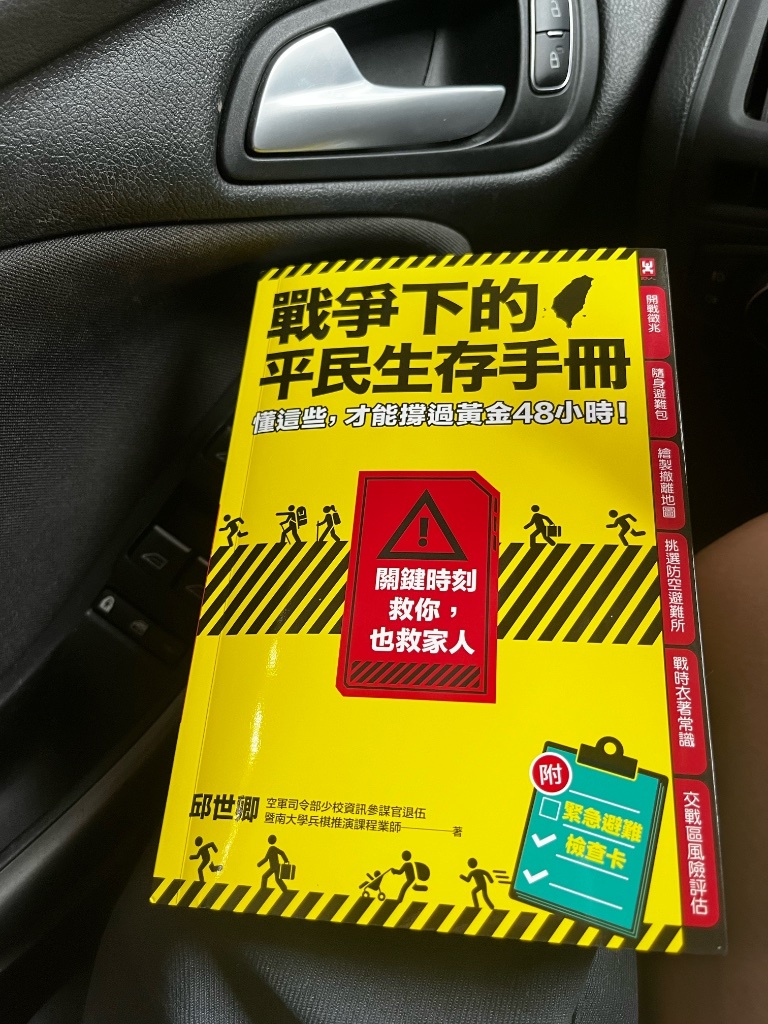 戰爭下的
平民生存手冊
懂這些，才能撐過黃金48小時！
關鍵時刻
救你，
也救家人
邱世卿
空軍司令部少校資訊參謀官退伍
暨南大學兵棋推演課程業師
著
附
緊急避難
檢查卡
開戰徵兆
隨身避難包
繪製撤離地圖
挑選防空避難所
戰時衣著常識
交戰區風險評估